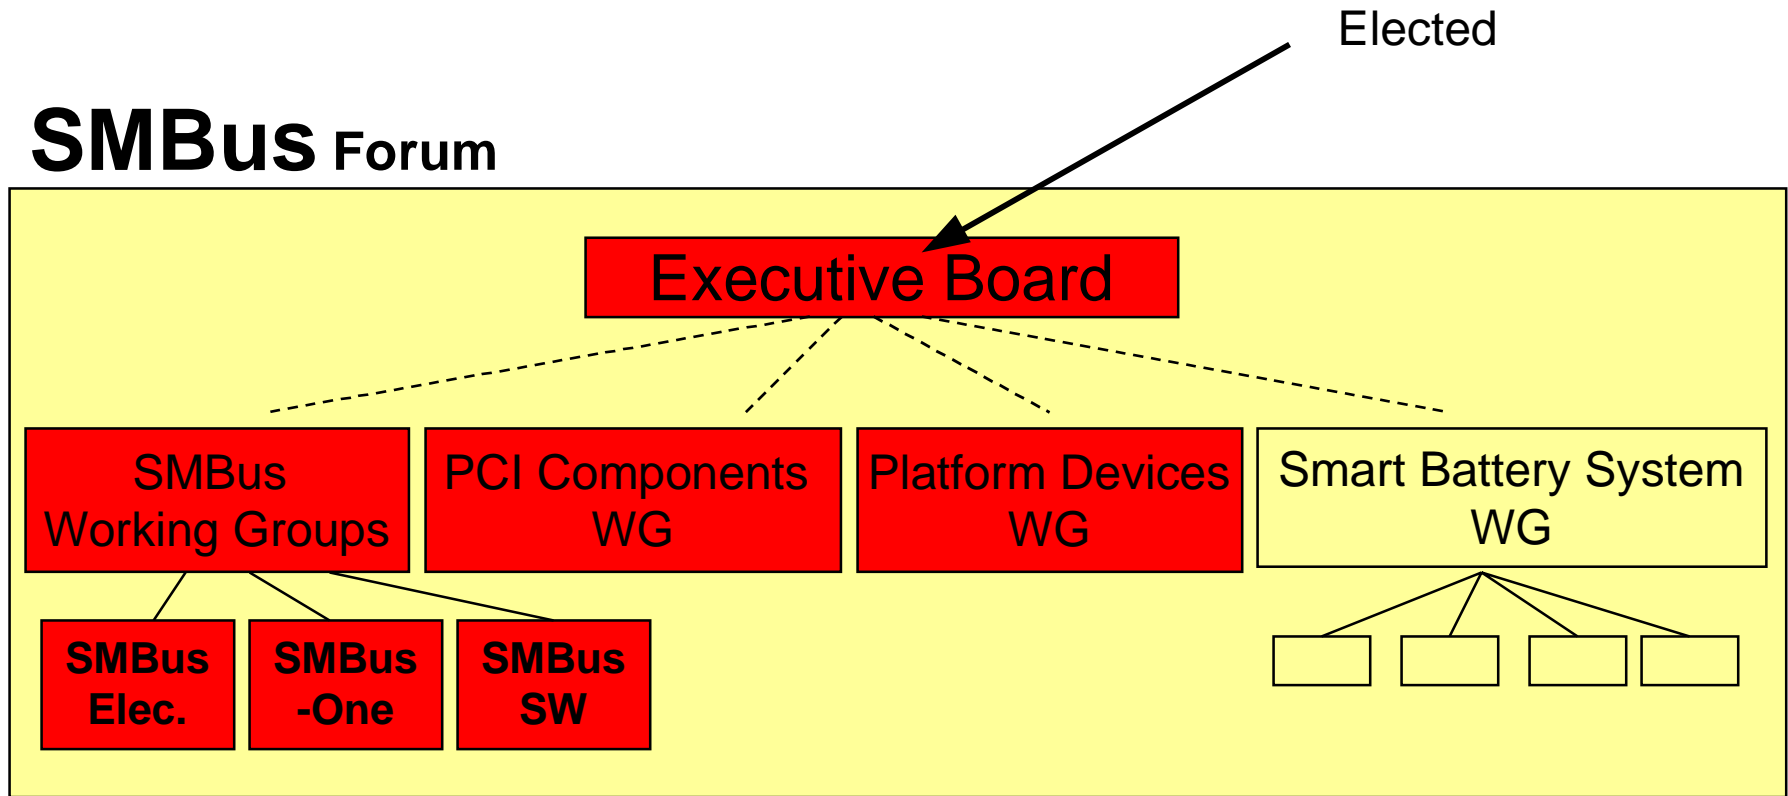 Elected
SMBus Forum
Executive Board
SMBus
Working Groups
PCI Components
WG
Platform Devices
WG
Smart Battery System
WG
SMBus
Elec.
SMBus
-One
SMBus
SW